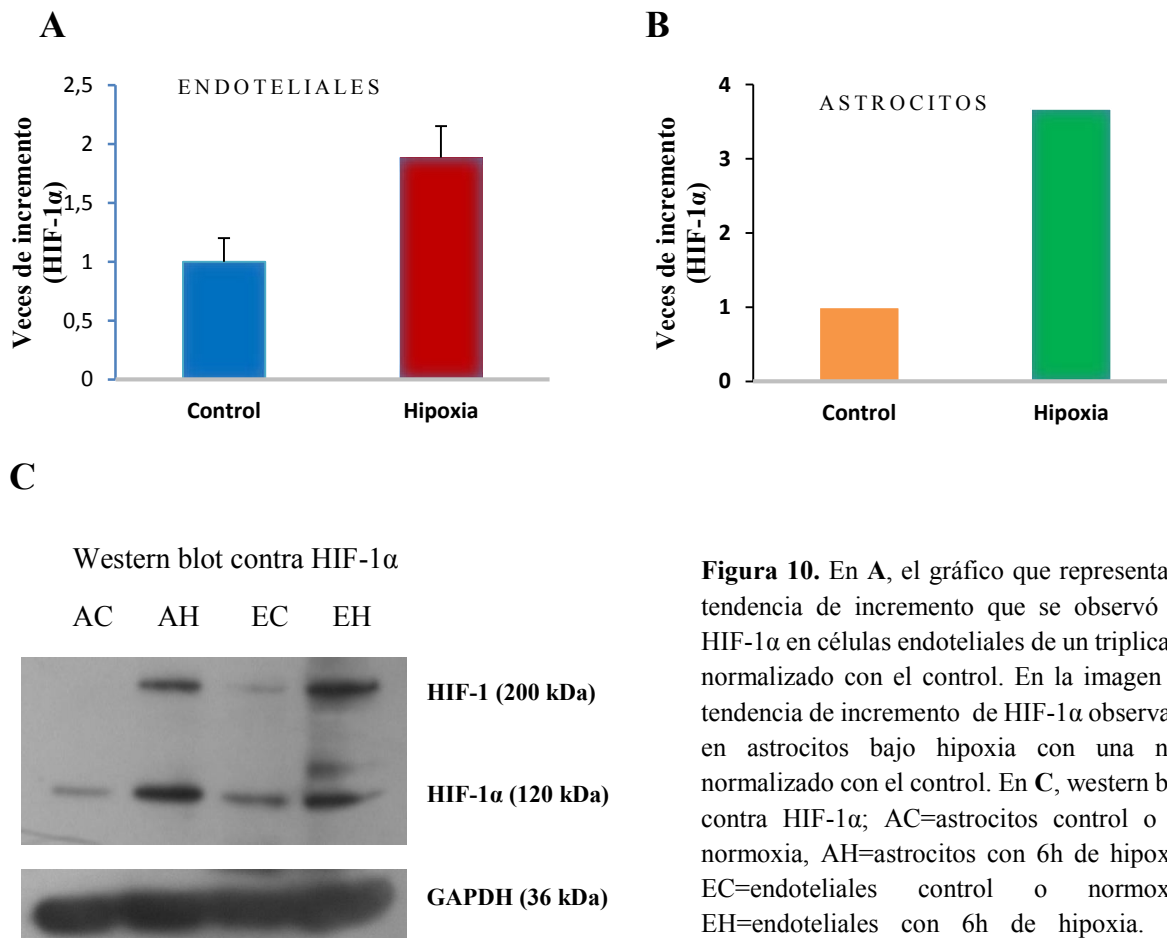 A
ENDOTELIALES
Veces de incremento
(HIF-1α)
2,5
2
1,5
1
0,5
0
Control Hipoxia
B
ASTROCITOS
Veces de incremento
(HIF-1α)
4
3
2
1
0
Control Hipoxia
C
Western blot contra HIF-1α
AC AH EC EH
HIF-1 (200 kDa)
HIF-1α (120 kDa)
GAPDH (36 kDa)
Figura 10. En A, el gráfico que representa
tendencia de incremento que se observó
HIF-1α en células endoteliales de un triplica
normalizado con el control. En la imagen
tendencia de incremento de HIF-1α observa
en astrocitos bajo hipoxia con una n
normalizado con el control. En C, western b
contra HIF-1α; AC=astrocitos control o
normoxia, AH=astrocitos con 6h de hipox
EC=endoteliales control o normox
EH=endoteliales con 6h de hipoxia.